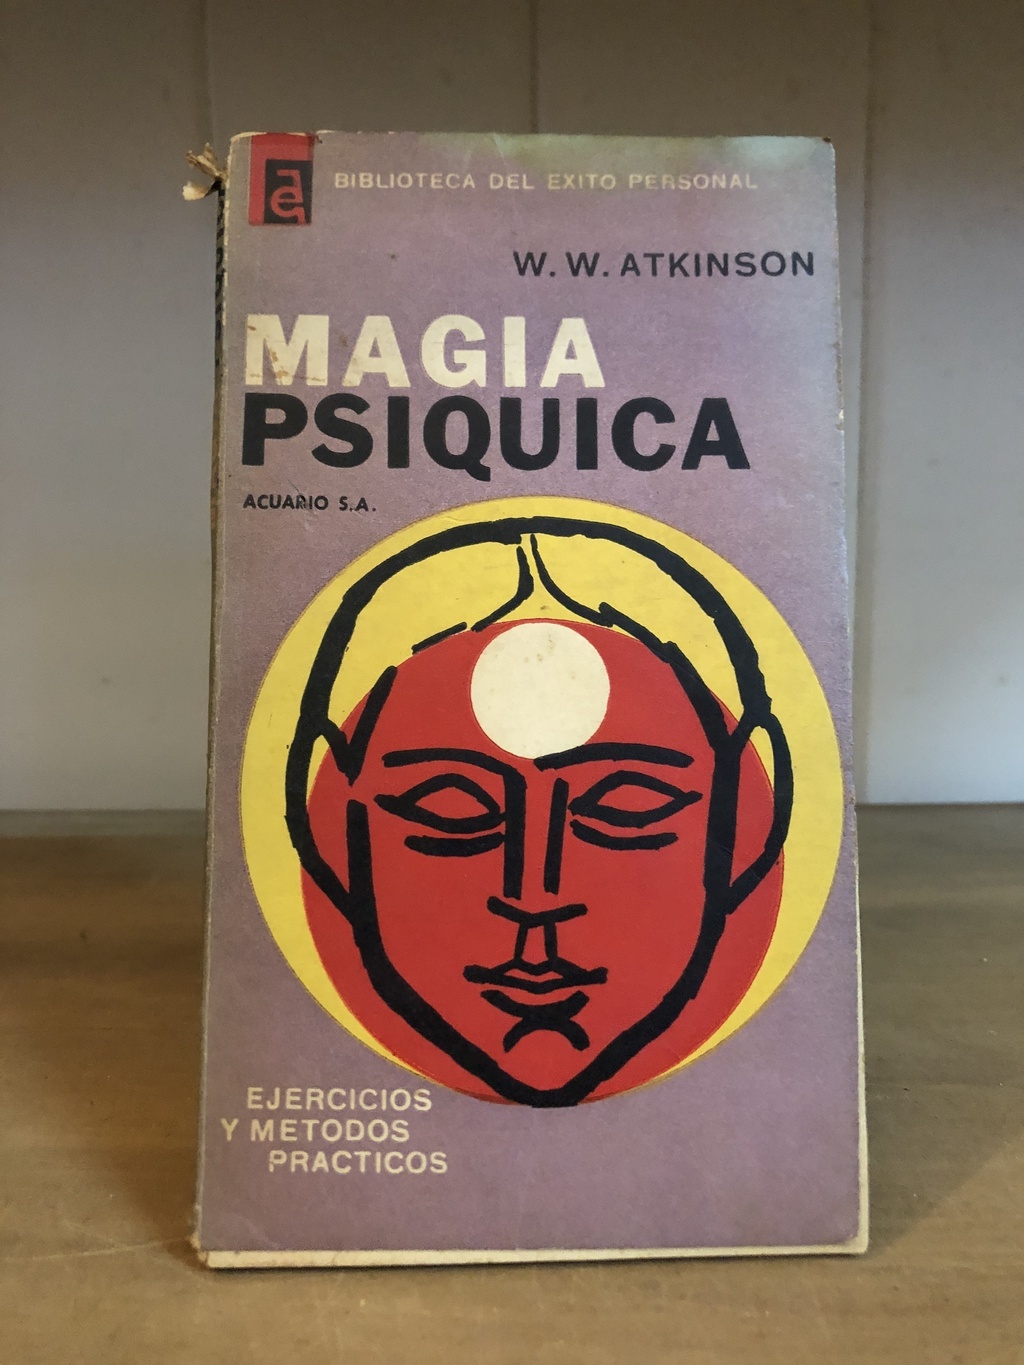 BIBLIOTECA DEL EXITO PERSONAL
W. W. ATKINSON
MAGIA
PSIQUICA
ACUARIO S.A.
EJERCICIOS
Y METODOS
PRACTICOS